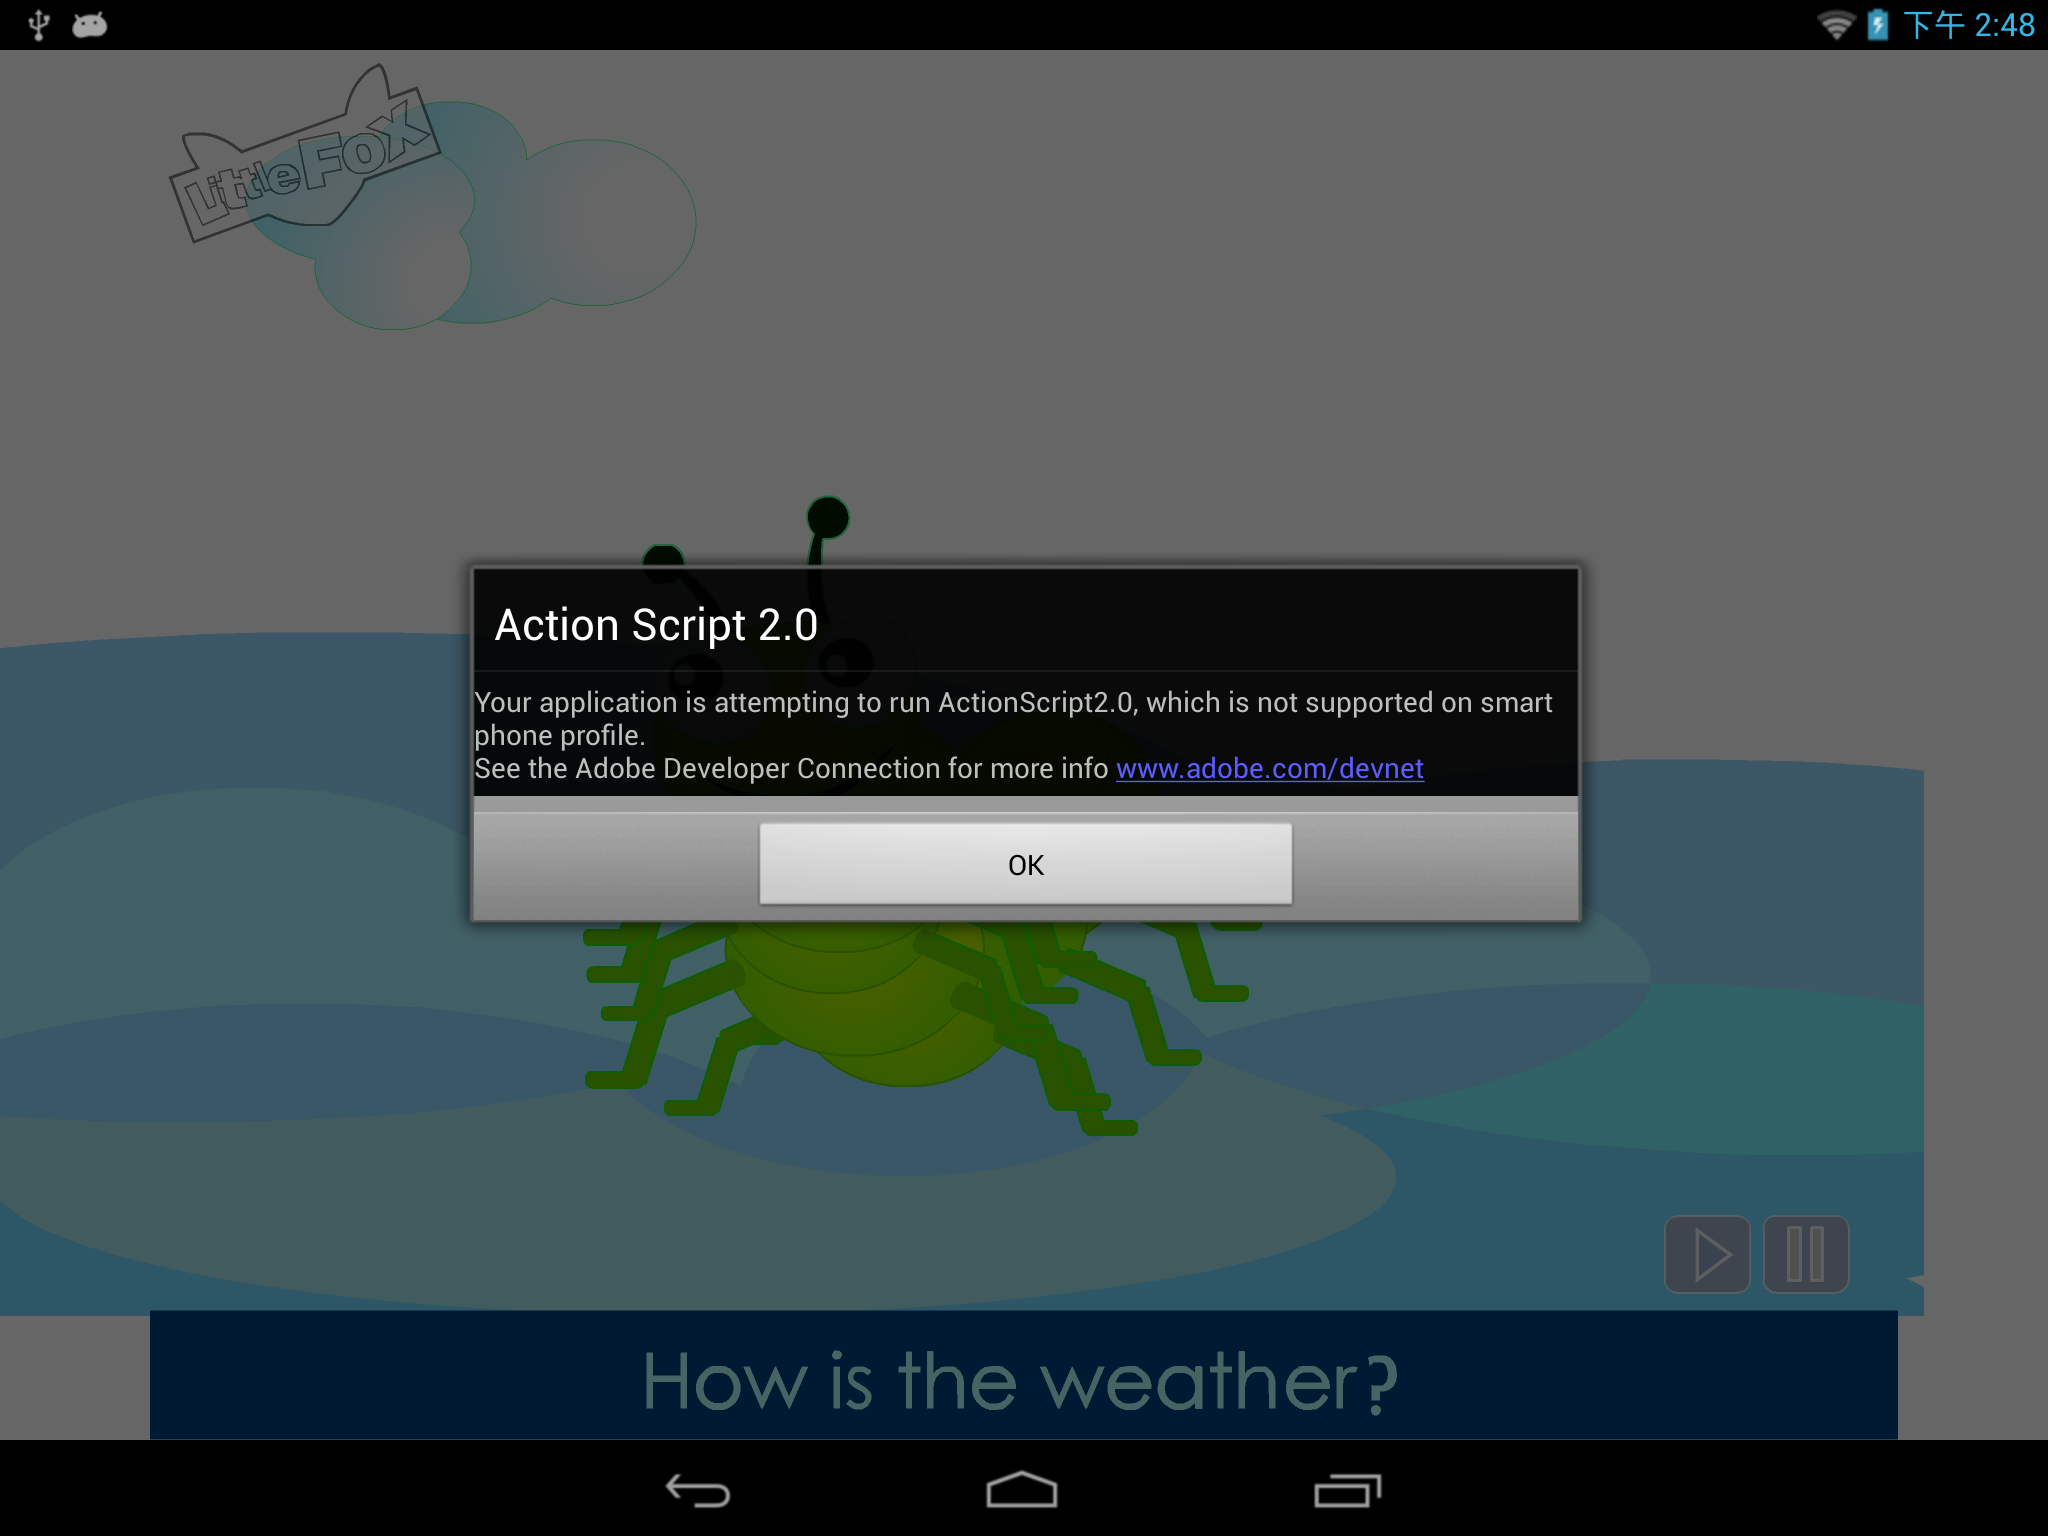 下午 2:48
LittleFox
Action Script 2.0
Your application is attempting to run ActionScript2.0, which is not supported on smart
phone profile.
See the Adobe Developer Connection for more info www.adobe.com/devnet
OK
How is the weather?